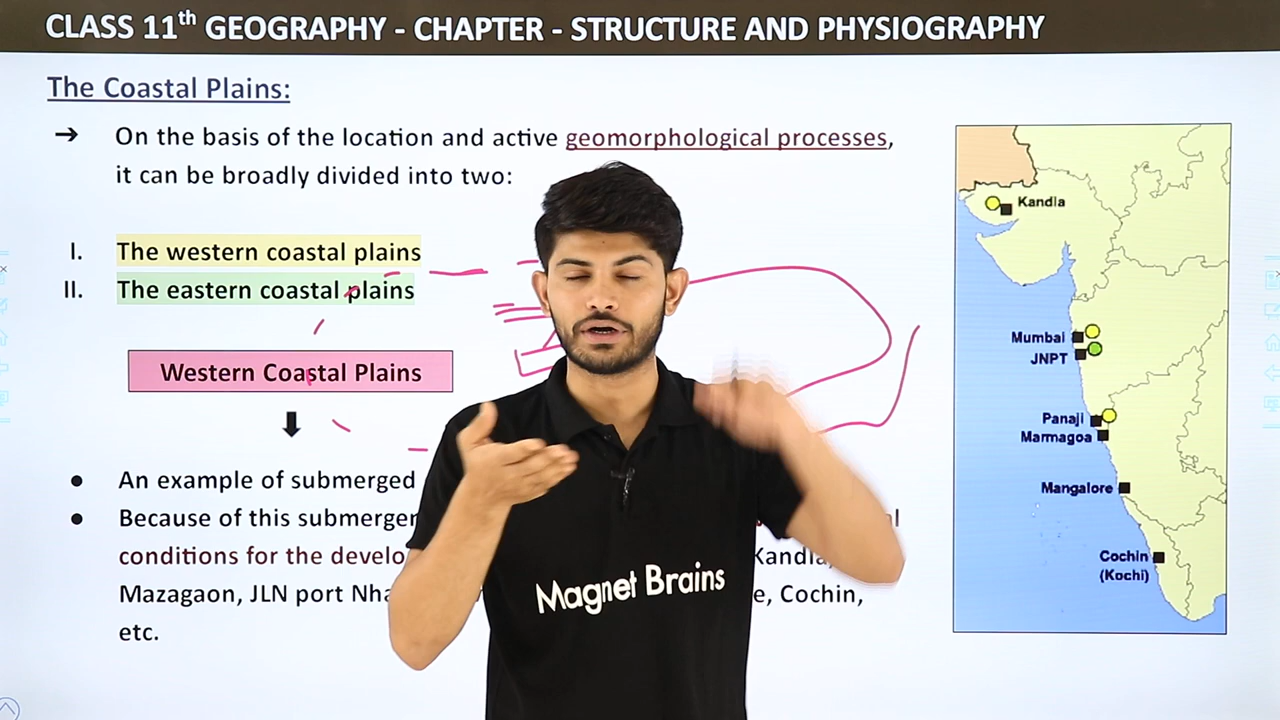 CLASS 11th GEOGRAPHY - CHAPTER - STRUCTURE AND PHYSIOGRAPHY
The Coastal Plains:
➔ On the basis of the location and active geomorphological processes,
it can be broadly divided into two:
I. The western coastal plains
II. The eastern coastal plains
Western Coastal Plains
● An example of submerged
● Because of this
conditions for the Kandla,
Mazagaon, JLN port Cochin,
etc.
Kandla
Mumbai
JNPT
Panaji
Marmagoa
Mangalore
Cochin
(Kochi)
Magnet Brains